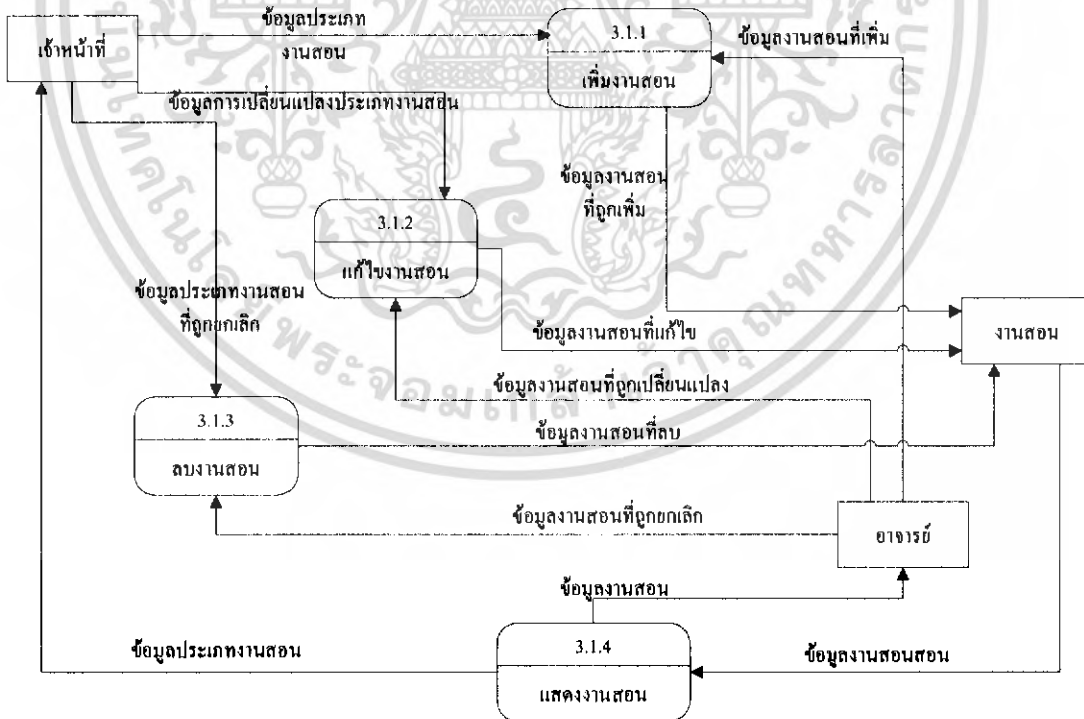 ข้อมูลประเภท
งานสอน
เจ้าหน้าที่
3.1.1
เพิ่มงานสอน
ข้อมูลงานสอนที่เพิ่ม
ข้อมูลการเปลี่ยนแปลงประเภทงานสอน
ข้อมูลงานสอน
ที่ถูกเพิ่ม
3.1.2
แก้ไขงานสอน
ข้อมูลประเภทงานสอน
ที่ถูกยกเลิก
ข้อมูลงานสอนที่แก้ไข
งานสอน
ข้อมูลงานสอนที่ถูกเปลี่ยนแปลง
3.1.3
ลบงานสอน
ข้อมูลงานสอนที่ลบ
ข้อมูลงานสอนที่ถูกยกเลิก
อาจารย์
ข้อมูลงานสอน
ข้อมูลประเภทงานสอน
3.1.4
แสดงงานสอน
ข้อมูลงานสอนสอน
พระจอมเกล้า